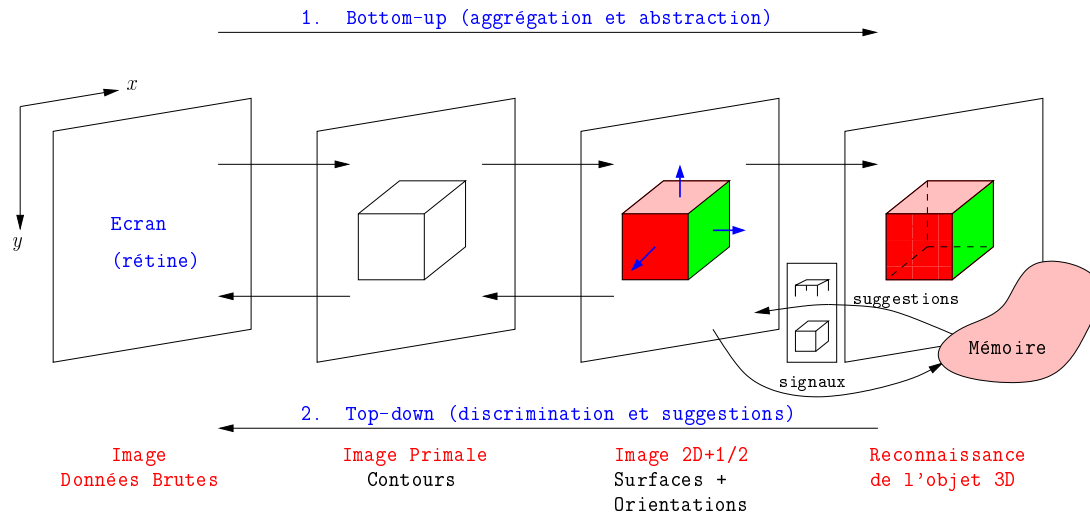 1. Bottom-up (aggrégation et abstraction)
x
y
Ecran
(rétine)
suggestions
Mémoire
signaux
2. Top-down (discrimination et suggestions)
Image
Données Brutes
Image Primale
Contours
Image 2D+1/2
Surfaces +
Orientations
Reconnaissance
de l'objet 3D